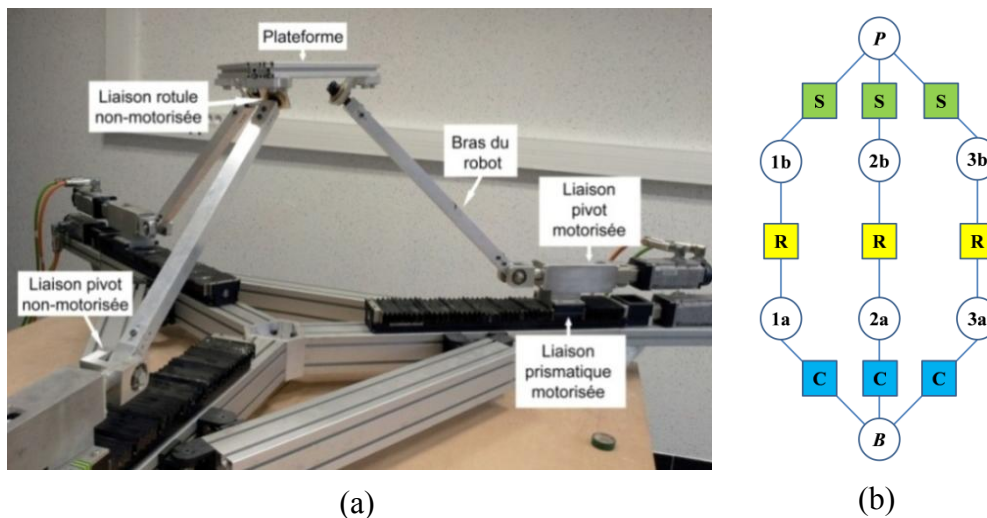 Plateforme
Liaison rotule
non-motorisée
Bras du
robot
Liaison
pivot
motorisée
Liaison pivot
non-motorisée
Liaison
prismatique
motorisée
(a)
P
S S S
1b 2b 3b
R R R
1a 2a 3a
C C C
B
(b)